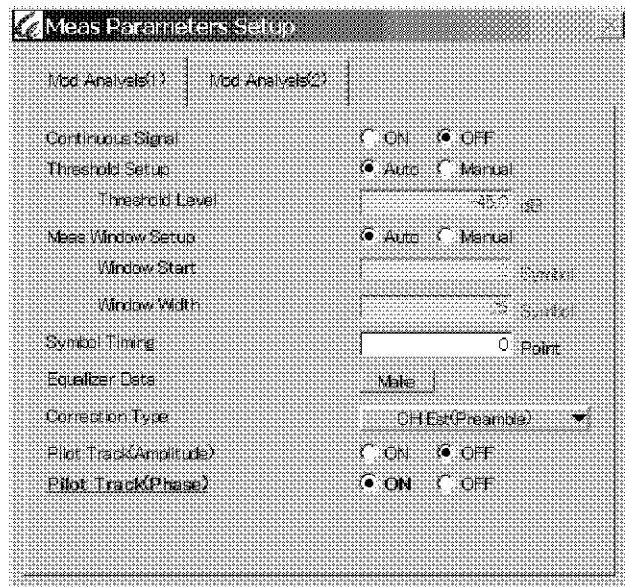 Meas Parameters Setup
Mod Analysis(1) Mod Analysis(2)
Continuous Signal ON OFF
Threshold Setup Auto Manual
Threshold Level -45.0 dB
Meas Window Setup Auto Manual
Window Start Symbol
Window Width Symbol
Symbol Timing 0 Point
Equalizer Data Make
Correction Type CH Est(Preamble)
Pilot Track(Amplitude) ON OFF
Pilot Track(Phase) ON OFF